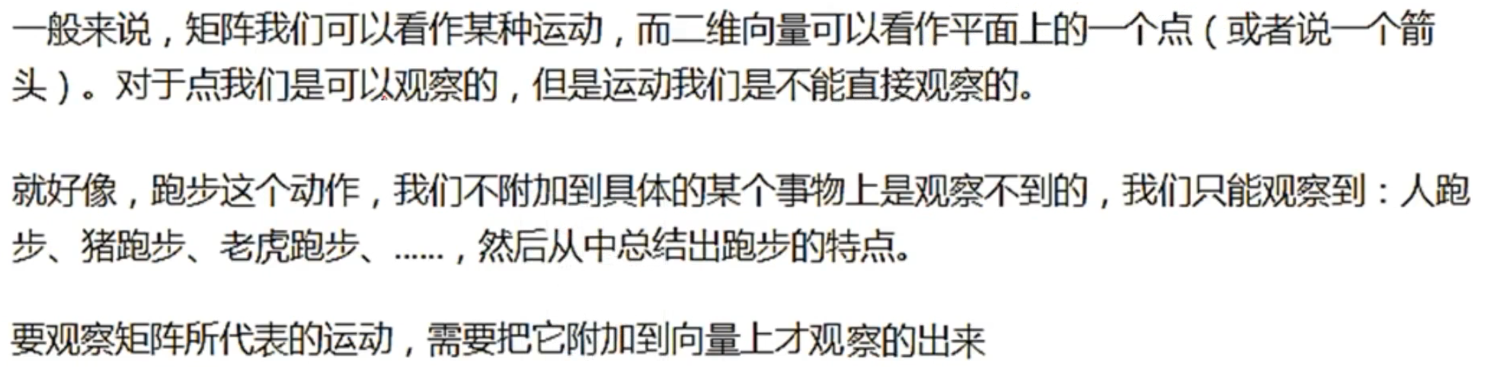 一般来说，矩阵我们可以看作某种运动，而二维向量可以看作平面上的一个点（或者说一个箭
头）。对于点我们是可以观察的，但是运动我们是不能直接观察的。
就好像，跑步这个动作，我们不附加到具体的某个事物上是观察不到的，我们只能观察到：人跑
步、猪跑步、老虎跑步、......，然后从中总结出跑步的特点。
要观察矩阵所代表的运动，需要把它附加到向量上才观察的出来